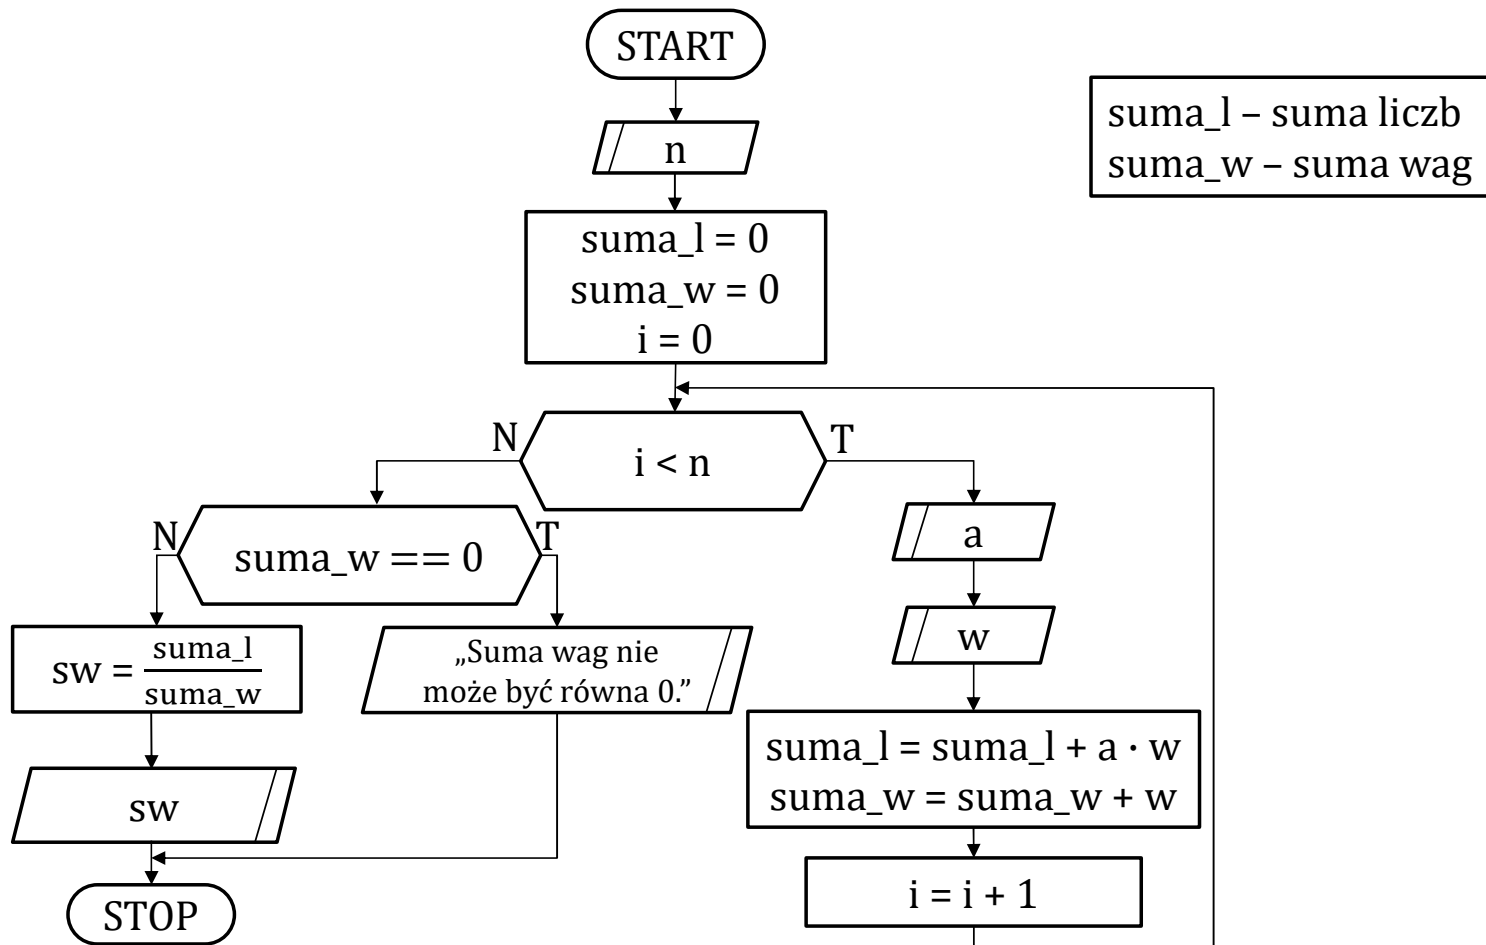 START
n
suma_l – suma liczb
suma_w – suma wag
suma_l = 0
suma_w = 0
i = 0
N
T
i < n
N
T
suma_w == 0
a
w
sw = suma_l
suma_w
„Suma wag nie
może być równa 0.”
suma_l = suma_l + a · w
suma_w = suma_w + w
sw
i = i + 1
STOP